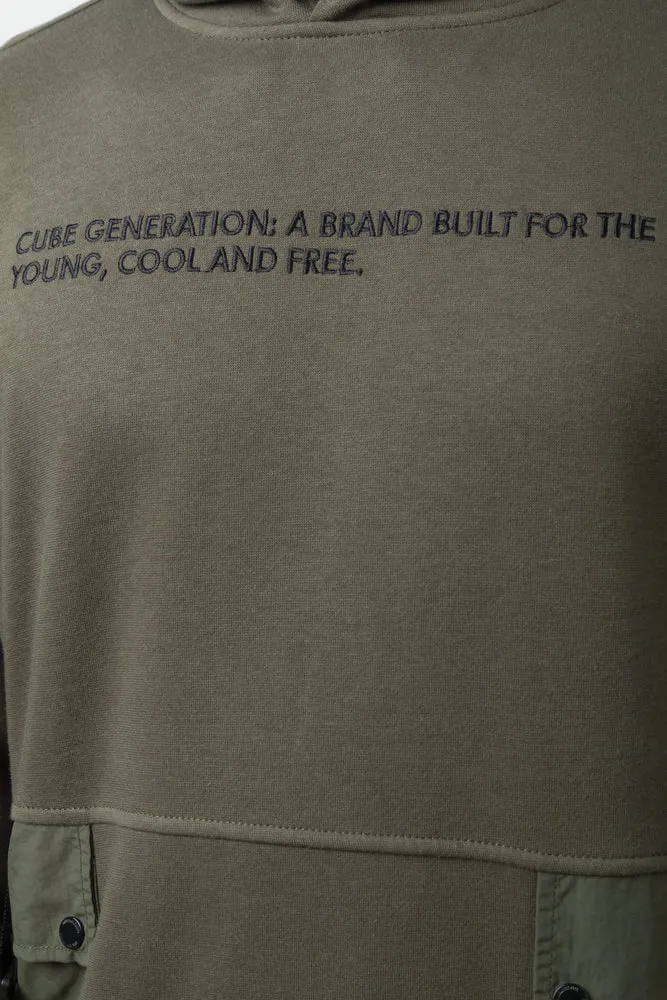 CUBE GENERATION: A BRAND BUILT FOR THE
YOUNG, COOL AND FREE.